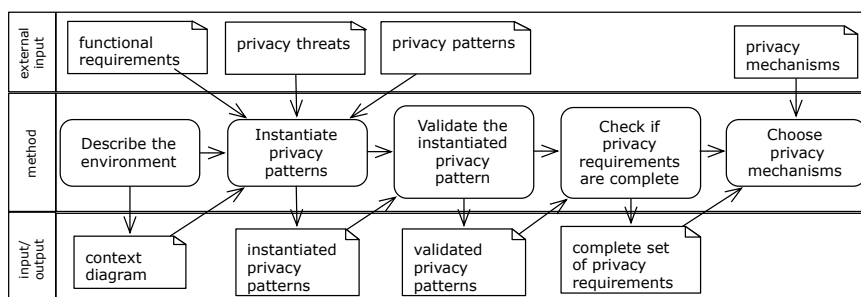 external
input
functional
requirements
privacy threats
privacy patterns
privacy
mechanisms
method
Describe the
environment
Instantiate
privacy
patterns
Validate the
instantiated
privacy
pattern
Check if
privacy
requirements
are complete
Choose
privacy
mechanisms
input/
output
context
diagram
instantiated
privacy
patterns
validated
privacy
patterns
complete set
of privacy
requirements